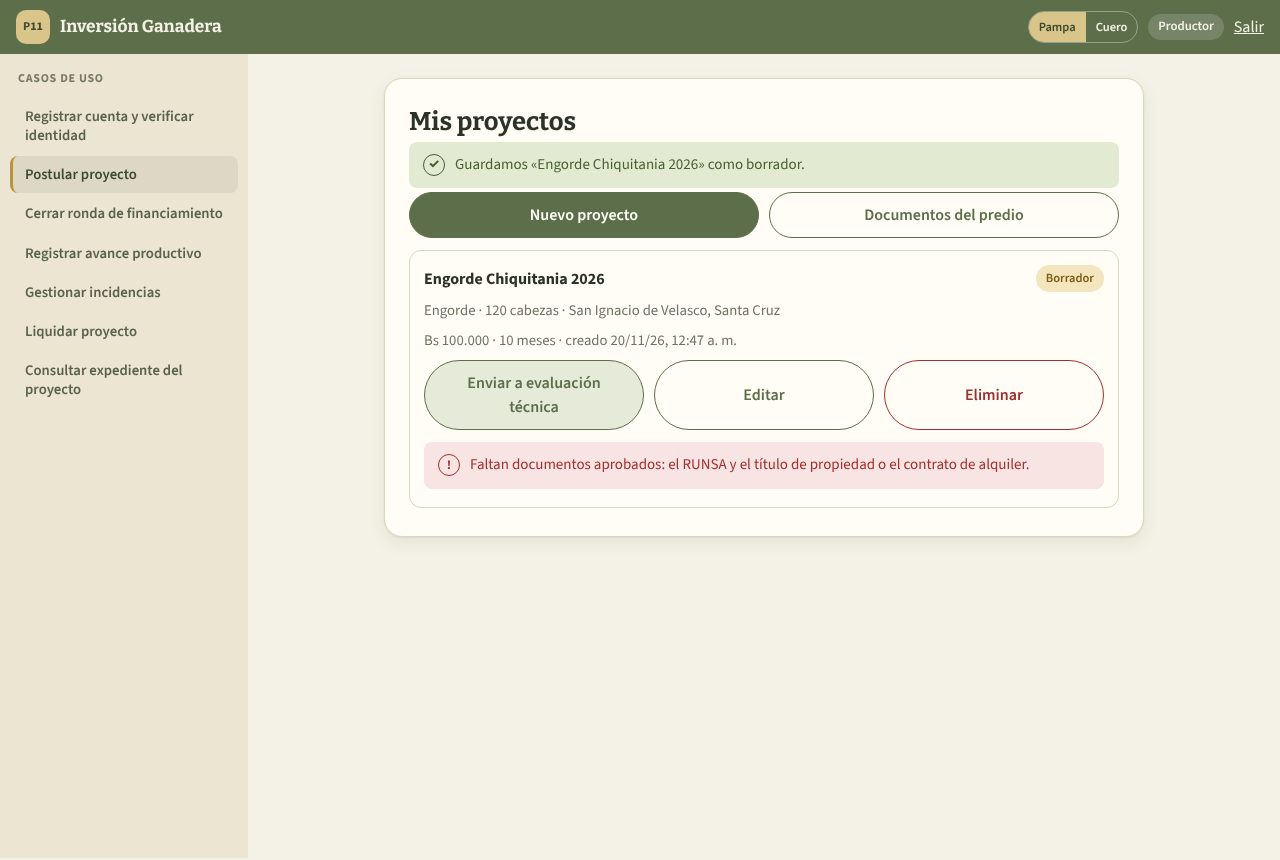 P11 Inversión Ganadera
Pampa Cuero Productor Salir
CASOS DE USO
Registrar cuenta y verificar
identidad
Postular proyecto
Cerrar ronda de financiamiento
Registrar avance productivo
Gestionar incidencias
Liquidar proyecto
Consultar expediente del
proyecto
Mis proyectos
Guardamos «Engorde Chiquitania 2026» como borrador.
Nuevo proyecto
Documentos del predio
Engorde Chiquitania 2026
Borrador
Engorde · 120 cabezas · San Ignacio de Velasco, Santa Cruz
Bs 100.000 · 10 meses · creado 20/11/26, 12:47 a. m.
Enviar a evaluación
técnica
Editar
Eliminar
! Faltan documentos aprobados: el RUNSA y el título de propiedad o el contrato de alquiler.